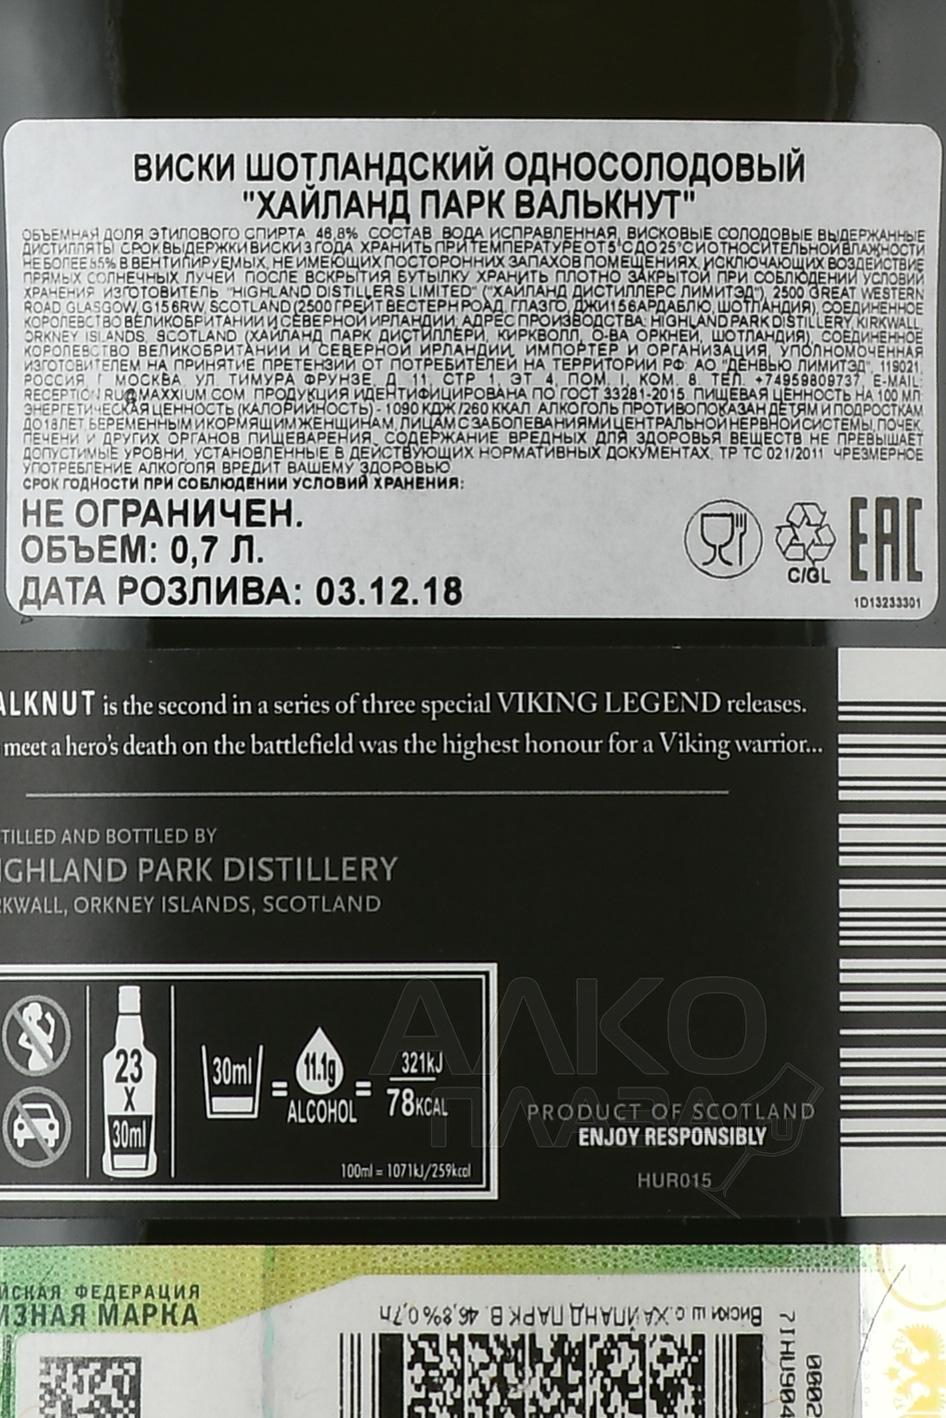 ВИСКИ ШОТЛАНДСКИЙ ОДНОСОЛОДОВЫЙ
"ХАЙЛАНД ПАРК ВАЛЬКНУТ"
ОБЪЕМНАЯ ДОЛЯ ЭТИЛОВОГО СПИРТА 46,8% СОСТАВ ВОДА ИСПРАВЛЕННАЯ, ВИСКОВЫЕ СОЛОДОВЫЕ ВЫДЕРЖАННЫЕ
ДИСТИЛЛЯТЫ СРОК ВЫДЕРЖКИ ВИСКИ 3 ГОДА ХРАНИТЬ ПРИ ТЕМПЕРАТУРЕ ОТ 5°С ДО 25°С И ОТНОСИТЕЛЬНОЙ ВЛАЖНОСТИ
НЕ БОЛЕЕ 85% В ВЕНТИЛИРУЕМЫХ, НЕ ИМЕЮЩИХ ПОСТОРОННИХ ЗАПАХОВ ПОМЕЩЕНИЯХ, ИСКЛЮЧАЮЩИХ ВОЗДЕЙСТВИЕ
ПРЯМЫХ СОЛНЕЧНЫХ ЛУЧЕЙ ПОСЛЕ ВСКРЫТИЯ БУТЫЛКУ ХРАНИТЬ ПЛОТНО ЗАКРЫТОЙ ПРИ СОБЛЮДЕНИИ УСЛОВИЙ
ХРАНЕНИЯ ИЗГОТОВИТЕЛЬ "HIGHLAND DISTILLERS LIMITED" ("ХАЙЛАНД ДИСТИЛЛЕРС ЛИМИТЭД"), 2500 GREAT WESTERN
ROAD, GLASGOW, G15 6RW, SCOTLAND (2500 ГРЕЙТ ВЕСТЕРН РОАД, ГЛАЗГО, ДЖИ15 6АРДАБЛЮ, ШОТЛАНДИЯ), СОЕДИНЕННОЕ
КОРОЛЕВСТВО ВЕЛИКОБРИТАНИИ И СЕВЕРНОЙ ИРЛАНДИИ, АДРЕС ПРОИЗВОДСТВА: HIGHLAND PARK DISTILLERY, KIRKWALL,
ORKNEY ISLANDS, SCOTLAND (ХАЙЛАНД ПАРК ДИСТИЛЛЕРИ, КИРКВОЛЛ, О-ВА ОРКНЕЙ, ШОТЛАНДИЯ), СОЕДИНЕННОЕ
КОРОЛЕВСТВО ВЕЛИКОБРИТАНИИ И СЕВЕРНОЙ ИРЛАНДИИ, ИМПОРТЕР И ОРГАНИЗАЦИЯ, УПОЛНОМОЧЕННАЯ
ИЗГОТОВИТЕЛЕМ НА ПРИНЯТИЕ ПРЕТЕНЗИЙ ОТ ПОТРЕБИТЕЛЕЙ НА ТЕРРИТОРИИ РФ: АО "ДЕНВЬЮ ЛИМИТЭД", 119021,
РОССИЯ, Г МОСКВА, УЛ. ТИМУРА ФРУНЗЕ, Д. 11, СТР. 1, ЭТ. 4, ПОМ. I, КОМ. 8. ТЕЛ. +74959809737, E-MAIL:
RECEPTION.RU@MAXXIUM.COM ПРОДУКЦИЯ ИДЕНТИФИЦИРОВАНА ПО ГОСТ 33281-2015. ПИЩЕВАЯ ЦЕННОСТЬ НА 100 МЛ:
ЭНЕРГЕТИЧЕСКАЯ ЦЕННОСТЬ (КАЛОРИЙНОСТЬ) - 1090 КДЖ/260 ККАЛ АЛКОГОЛЬ ПРОТИВОПОКАЗАН ДЕТЯМ И ПОДРОСТКАМ
ДО 18 ЛЕТ, БЕРЕМЕННЫМ И КОРМЯЩИМ ЖЕНЩИНАМ, ЛИЦАМ С ЗАБОЛЕВАНИЯМИ ЦЕНТРАЛЬНОЙ НЕРВНОЙ СИСТЕМЫ, ПОЧЕК,
ПЕЧЕНИ И ДРУГИХ ОРГАНОВ ПИЩЕВАРЕНИЯ, СОДЕРЖАНИЕ ВРЕДНЫХ ДЛЯ ЗДОРОВЬЯ ВЕЩЕСТВ НЕ ПРЕВЫШАЕТ
ДОПУСТИМЫЕ УРОВНИ, УСТАНОВЛЕННЫЕ В ДЕЙСТВУЮЩИХ НОРМАТИВНЫХ ДОКУМЕНТАХ. ТР ТС 021/2011 ЧРЕЗМЕРНОЕ
УПОТРЕБЛЕНИЕ АЛКОГОЛЯ ВРЕДИТ ВАШЕМУ ЗДОРОВЬЮ
СРОК ГОДНОСТИ ПРИ СОБЛЮДЕНИИ УСЛОВИЙ ХРАНЕНИЯ:
НЕ ОГРАНИЧЕН.
ОБЪЕМ: 0,7 Л.
ДАТА РОЗЛИВА: 03.12.18
C/GL
EAC
1D13233301
ALKNUT is the second in a series of three special VIKING LEGEND releases.
meet a hero's death on the battlefield was the highest honour for a Viking warrior...
TILLED AND BOTTLED BY
IGHLAND PARK DISTILLERY
RKWALL, ORKNEY ISLANDS, SCOTLAND
23
X
30ml
30ml
=
11.1g
ALCOHOL
=
321kJ
78KCAL
100ml = 1071kJ/259kcal
АЛКО
ПЛАЗА
PRODUCT OF SCOTLAND
ENJOY RESPONSIBLY
HUR015
ЙСКАЯ ФЕДЕРАЦИЯ
ИЗНАЯ МАРКА
Виски ш.о.ХАЙЛАНД ПАРК В. 46,8% 0,7л